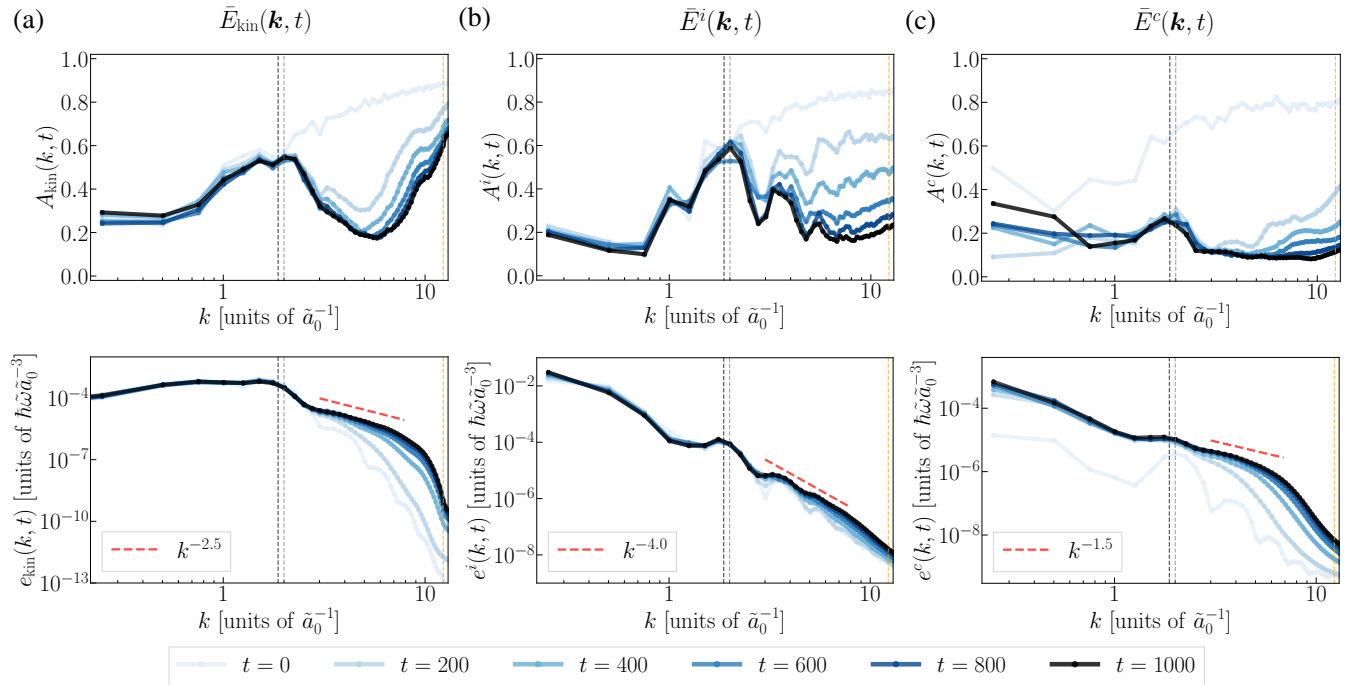 (a) Ē_kin(k, t) (b) Ē^i(k, t) (c) Ē^c(k, t)
A_kin(k, t)
1.0
0.8
0.6
0.4
0.2
0.0
1 10
k [units of ã_0^{-1}]
A^i(k, t)
1.0
0.8
0.6
0.4
0.2
0.0
1 10
k [units of ã_0^{-1}]
A^c(k, t)
1.0
0.8
0.6
0.4
0.2
0.0
1 10
k [units of ã_0^{-1}]
e_kin(k, t) [units of ℏω̃ã_0^{-3}]
10^{-4}
10^{-7}
10^{-10}
10^{-13}
k^{-2.5}
1 10
k [units of ã_0^{-1}]
e^i(k, t) [units of ℏω̃ã_0^{-3}]
10^{-2}
10^{-4}
10^{-6}
10^{-8}
k^{-4.0}
1 10
k [units of ã_0^{-1}]
e^c(k, t) [units of ℏω̃ã_0^{-3}]
10^{-4}
10^{-6}
10^{-8}
k^{-1.5}
1 10
k [units of ã_0^{-1}]
t = 0 t = 200 t = 400 t = 600 t = 800 t = 1000